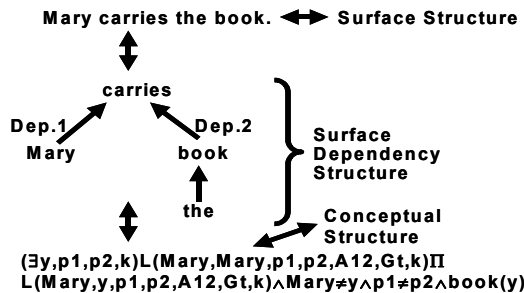 Mary carries the book. Surface Structure
carries
Dep.1 Dep.2
Mary book
Surface
Dependency
Structure
the
Conceptual
Structure
(∃y,p1,p2,k)L(Mary,Mary,p1,p2,A12,Gt,k)Π
L(Mary,y,p1,p2,A12,Gt,k)∧Mary≠y∧p1≠p2∧book(y)